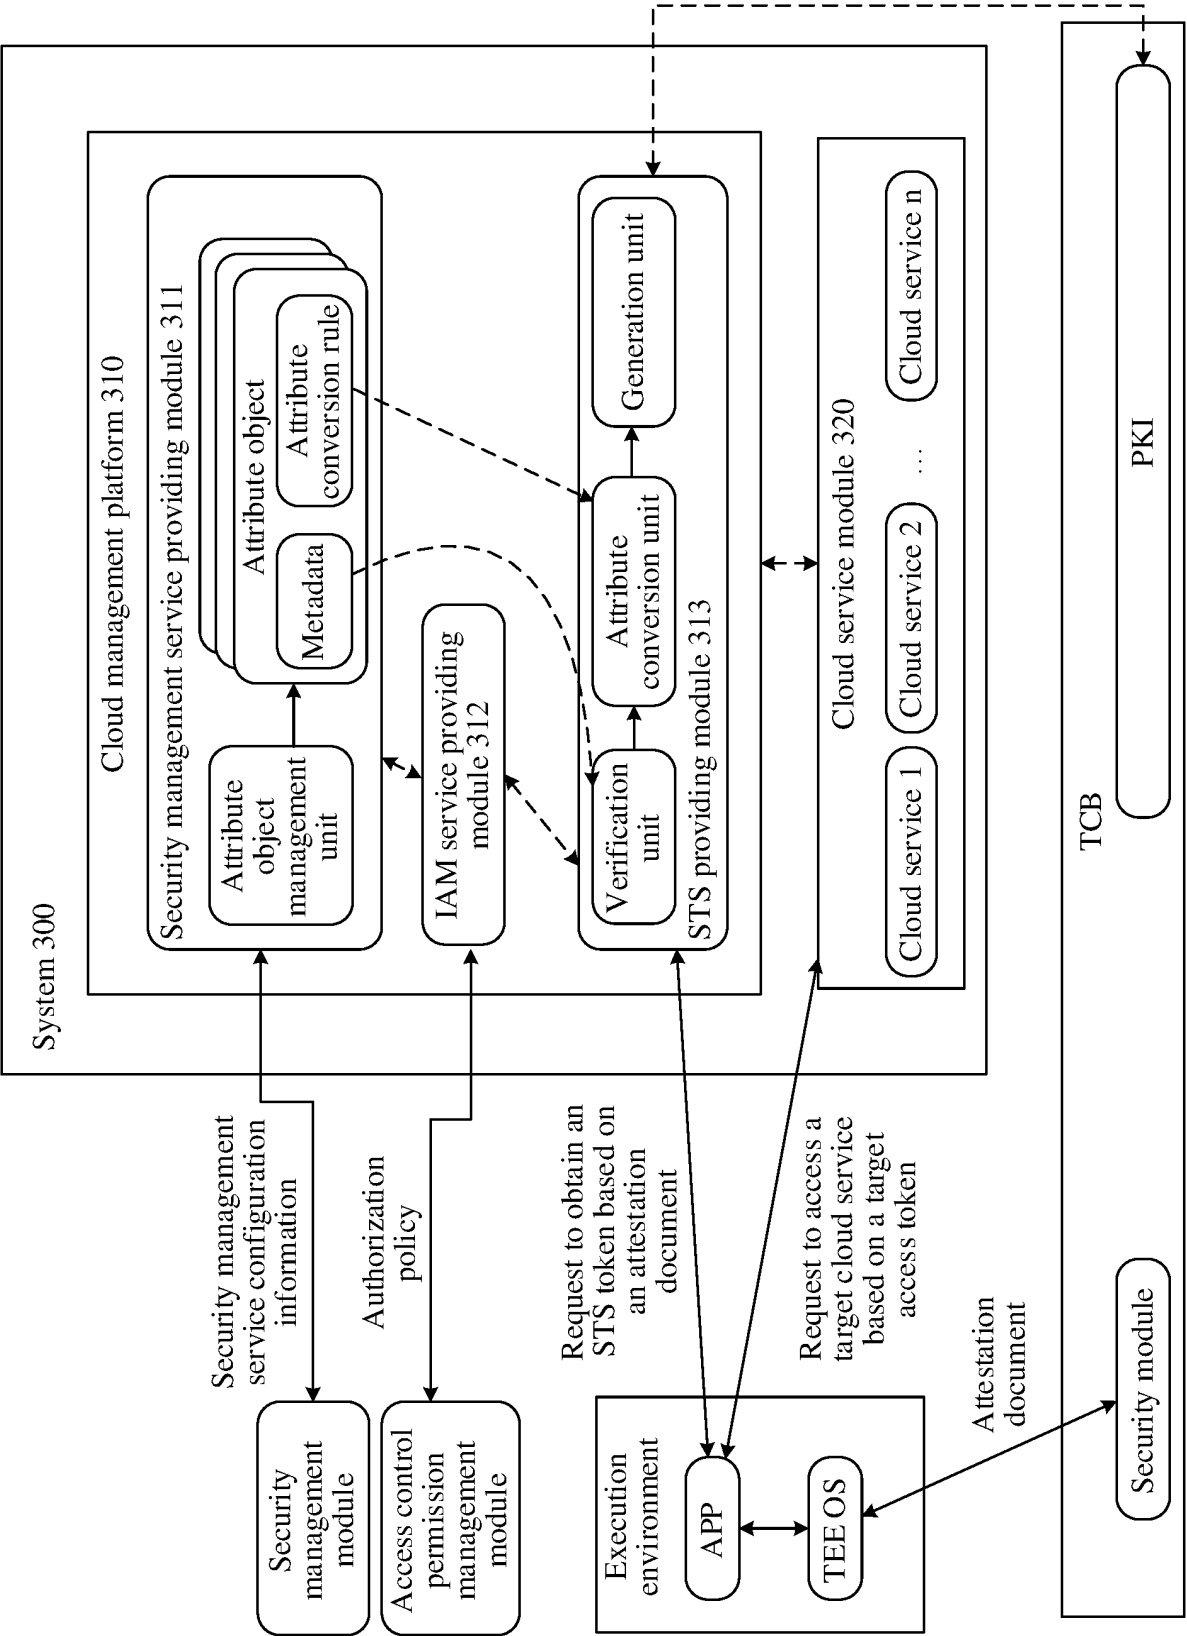 System 300
Cloud management platform 310
Security management service providing module 311
Attribute
object
management
unit
Attribute object
Metadata
Attribute
conversion rule
IAM service providing
module 312
STS providing module 313
Verification
unit
Attribute
conversion unit
Generation unit
Cloud service module 320
Cloud service 1
Cloud service 2
...
Cloud service n
Security management
service configuration
information
Authorization
policy
Request to obtain an
STS token based on
an attestation
document
Request to access a
target cloud service
based on a target
access token
Attestation
document
Security
management
module
Access control
permission
management
module
Execution
environment
APP
TEE OS
TCB
Security module
PKI